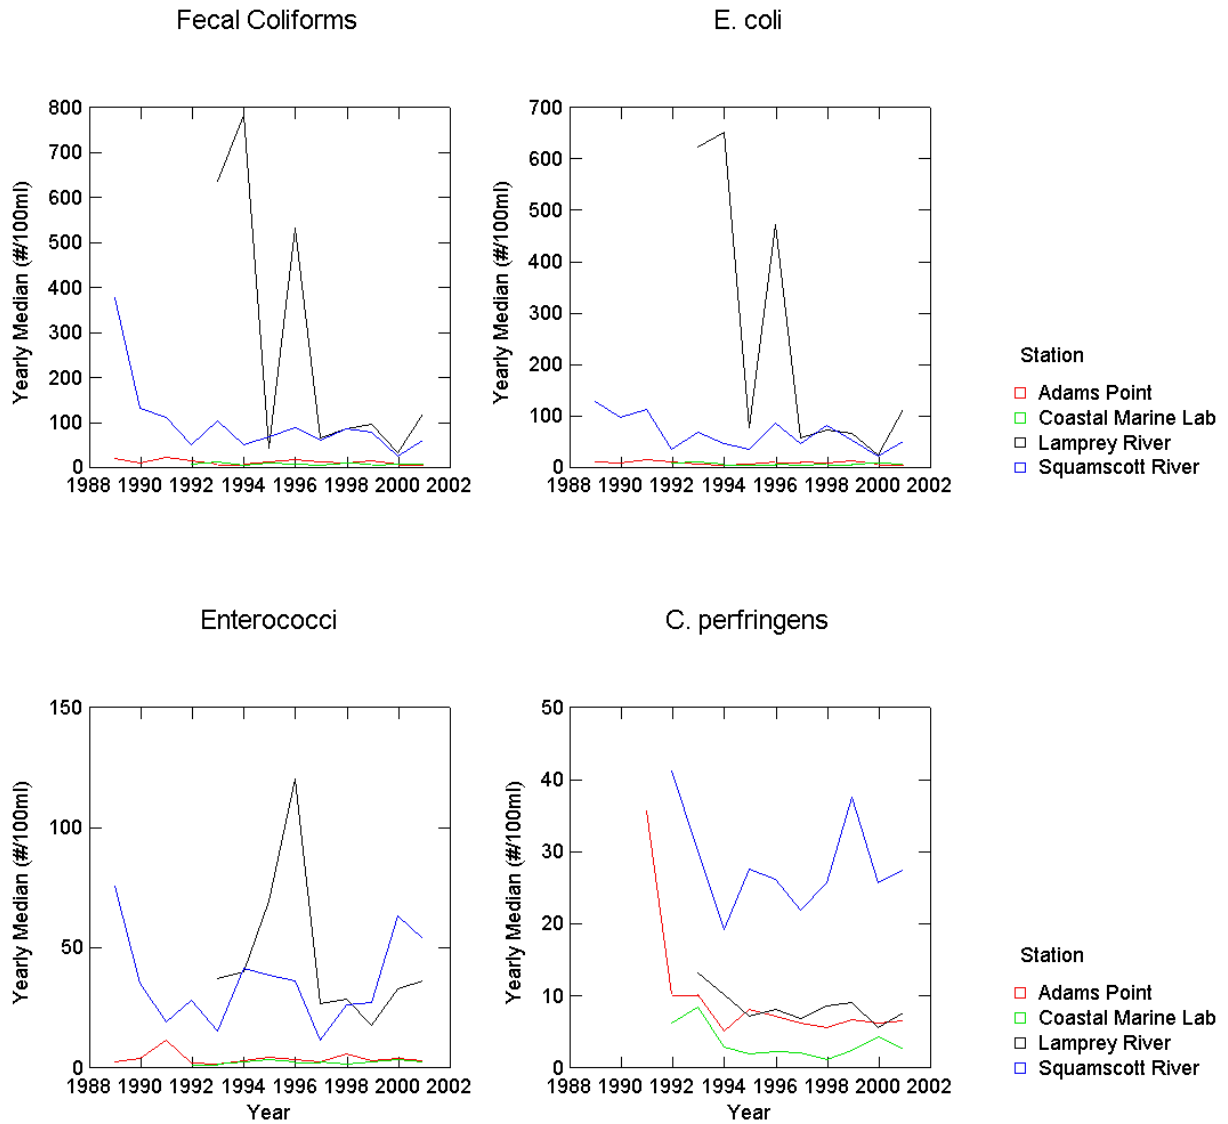 Fecal Coliforms
E. coli
800
700
600
500
400
300
200
100
0
Yearly Median (#/100ml)
1988 1990 1992 1994 1996 1998 2000 2002
700
600
500
400
300
200
100
0
Yearly Median (#/100ml)
1988 1990 1992 1994 1996 1998 2000 2002
Station
Adams Point
Coastal Marine Lab
Lamprey River
Squamscott River
Enterococci
C. perfringens
150
100
50
0
Yearly Median (#/100ml)
1988 1990 1992 1994 1996 1998 2000 2002
Year
50
40
30
20
10
0
Yearly Median (#/100ml)
1988 1990 1992 1994 1996 1998 2000 2002
Year
Station
Adams Point
Coastal Marine Lab
Lamprey River
Squamscott River